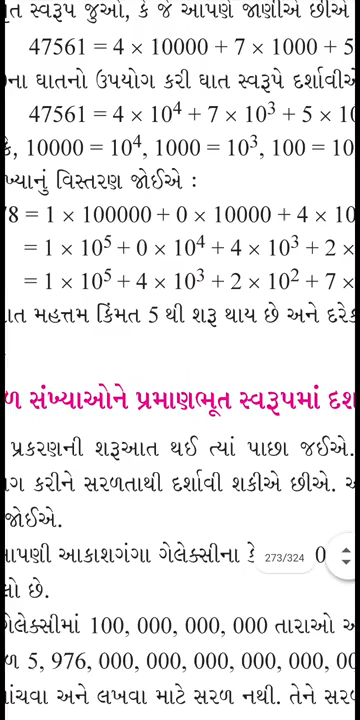 ત સ્વરૂપ જુઓ, કે જે આપણે જાણીએ છીએ
47561 = 4 × 10000 + 7 × 1000 + 5
ના ઘાતનો ઉપયોગ કરી ઘાત સ્વરૂપે દર્શાવીએ
47561 = 4 × 10⁴ + 7 × 10³ + 5 × 10
કે, 10000 = 10⁴, 1000 = 10³, 100 = 10
ખ્યાનું વિસ્તરણ જોઈએ :
78 = 1 × 100000 + 0 × 10000 + 4 × 10
= 1 × 10⁵ + 0 × 10⁴ + 4 × 10³ + 2 ×
= 1 × 10⁵ + 4 × 10³ + 2 × 10² + 7 ×
ાત મહત્તમ કિંમત 5 થી શરૂ થાય છે અને દરેક
ળ સંખ્યાઓને પ્રમાણભૂત સ્વરૂપમાં દશ
પ્રકરણની શરૂઆત થઈ ત્યાં પાછા જઈએ.
ગ કરીને સરળતાથી દર્શાવી શકીએ છીએ.
જોઈએ.
ાપણી આકાશગંગા ગેલેક્સીના કે 273/324 0
લો છે.
ગેલેક્સીમાં 100, 000, 000, 000 તારાઓ અ
ળ 5, 976, 000, 000, 000, 000, 000, 00
ાંચવા અને લખવા માટે સરળ નથી. તેને સર